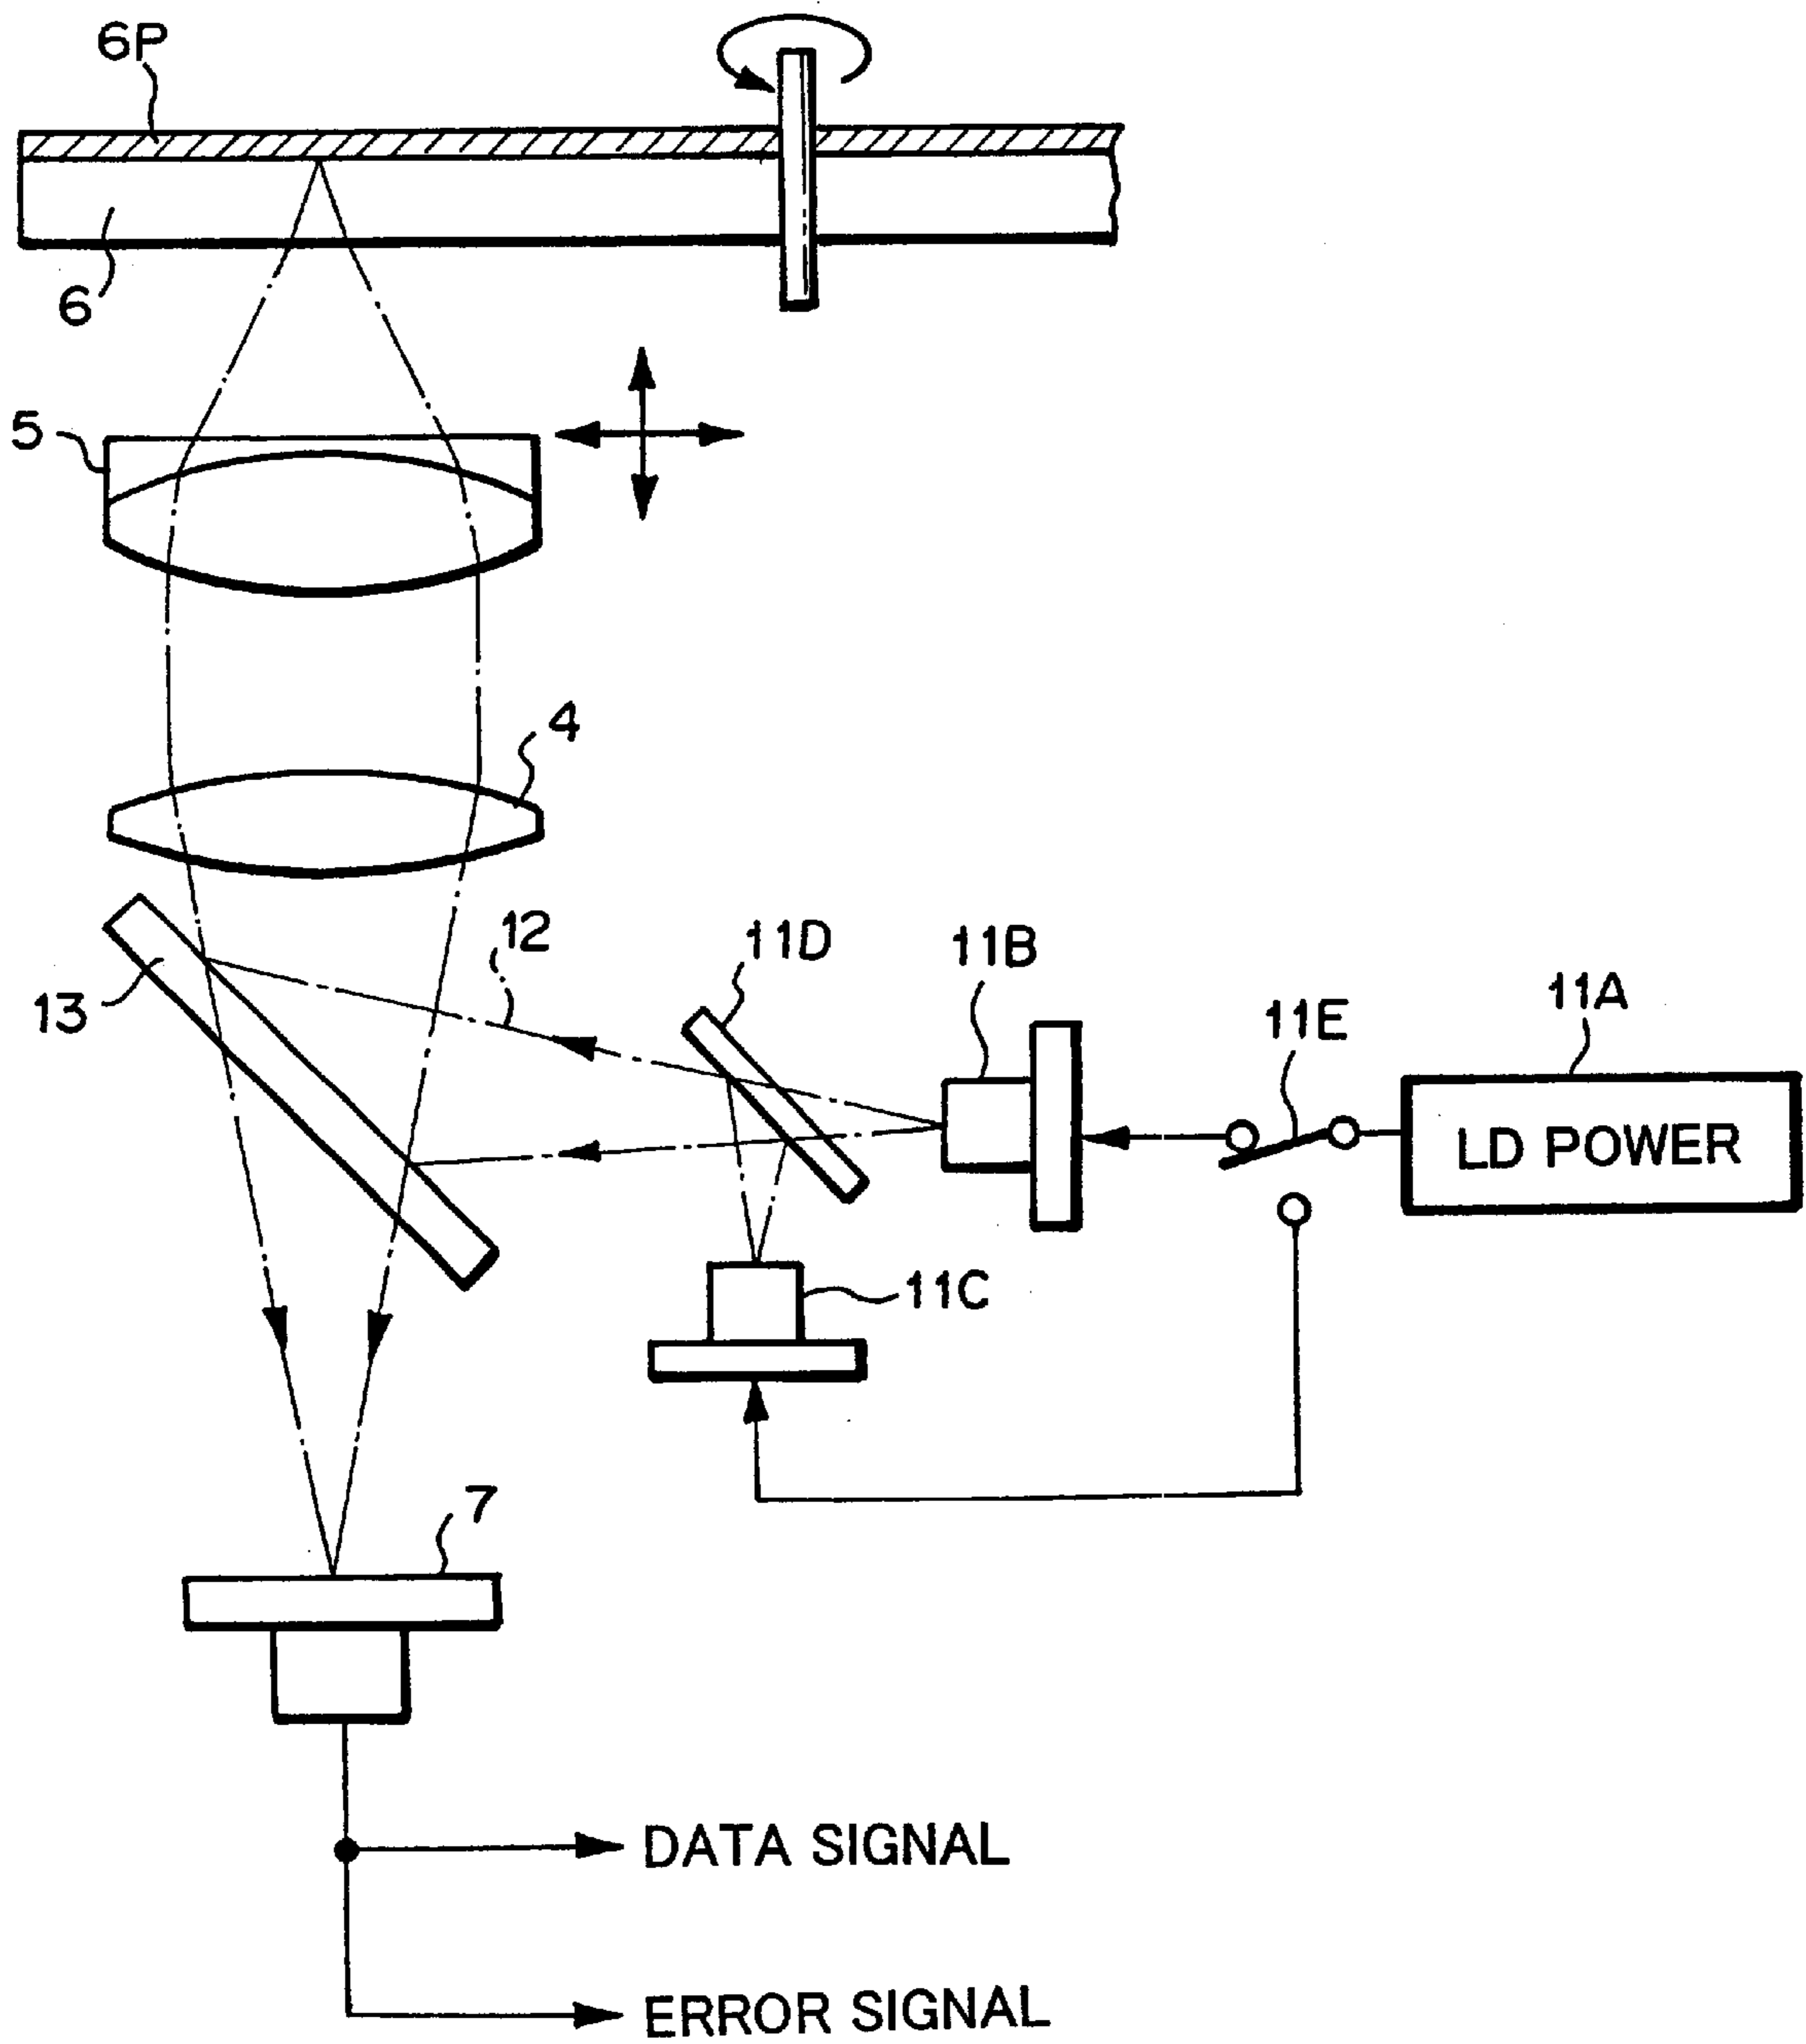 6P
6
5
4
12
11D
11B
11A
13
11E
LD POWER
11C
7
DATA SIGNAL
ERROR SIGNAL